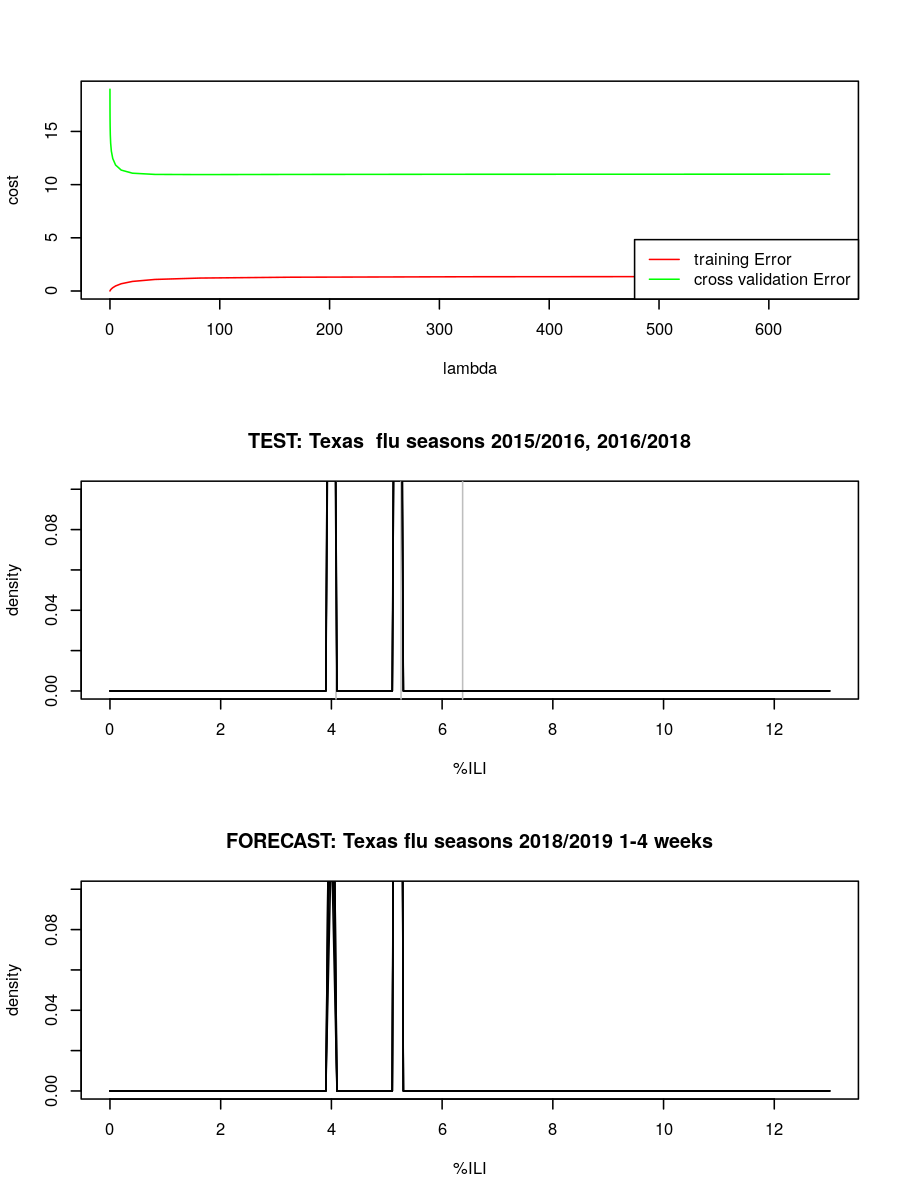 cost
15
10
5
0
training Error
cross validation Error
0 100 200 300 400 500 600
lambda
TEST: Texas  flu seasons 2015/2016, 2016/2018
density
0.08
0.04
0.00
0 2 4 6 8 10 12
%ILI
FORECAST: Texas flu seasons 2018/2019 1-4 weeks
density
0.08
0.04
0.00
0 2 4 6 8 10 12
%ILI